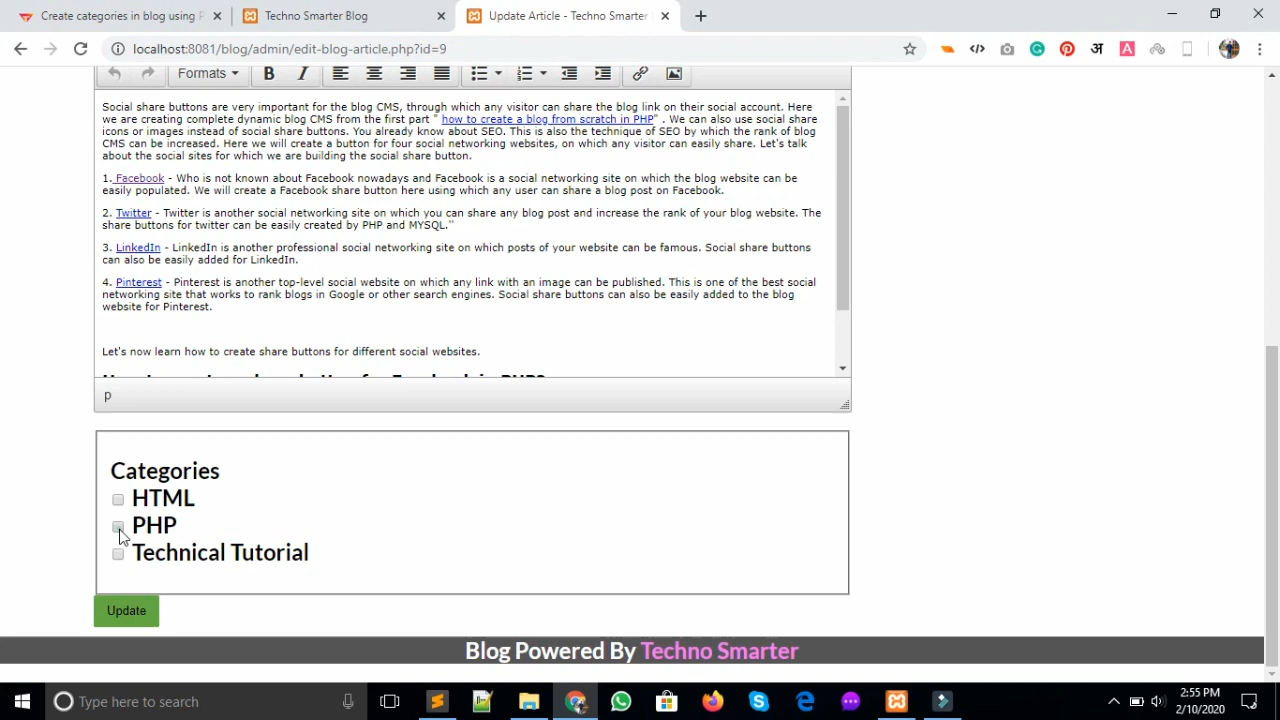 Create categories in blog using P
Techno Smarter Blog
Update Article - Techno Smarter
localhost:8081/blog/admin/edit-blog-article.php?id=9
Formats B I
Social share buttons are very important for the blog CMS, through which any visitor can share the blog link on their social account. Here
we are creating complete dynamic blog CMS from the first part " how to create a blog from scratch in PHP" . We can also use social share
icons or images instead of social share buttons. You already know about SEO. This is also the technique of SEO by which the rank of blog
CMS can be increased. Here we will create a button for four social networking websites, on which any visitor can easily share. Let's talk
about the social sites for which we are building the social share button.
1. Facebook - Who is not known about Facebook nowadays and Facebook is a social networking site on which the blog website can be
easily populated. We will create a Facebook share button here using which any user can share a blog post on Facebook.
2. Twitter - Twitter is another social networking site on which you can share any blog post and increase the rank of your blog website. The
share buttons for twitter can be easily created by PHP and MYSQL.''
3. LinkedIn - LinkedIn is another professional social networking site on which posts of your website can be famous. Social share buttons
can also be easily added for LinkedIn.
4. Pinterest - Pinterest is another top-level social website on which any link with an image can be published. This is one of the best social
networking site that works to rank blogs in Google or other search engines. Social share buttons can also be easily added to the blog
website for Pinterest.
Let's now learn how to create share buttons for different social websites.
p
Categories
HTML
PHP
Technical Tutorial
Update
Blog Powered By Techno Smarter
Type here to search
2:55 PM
2/10/2020